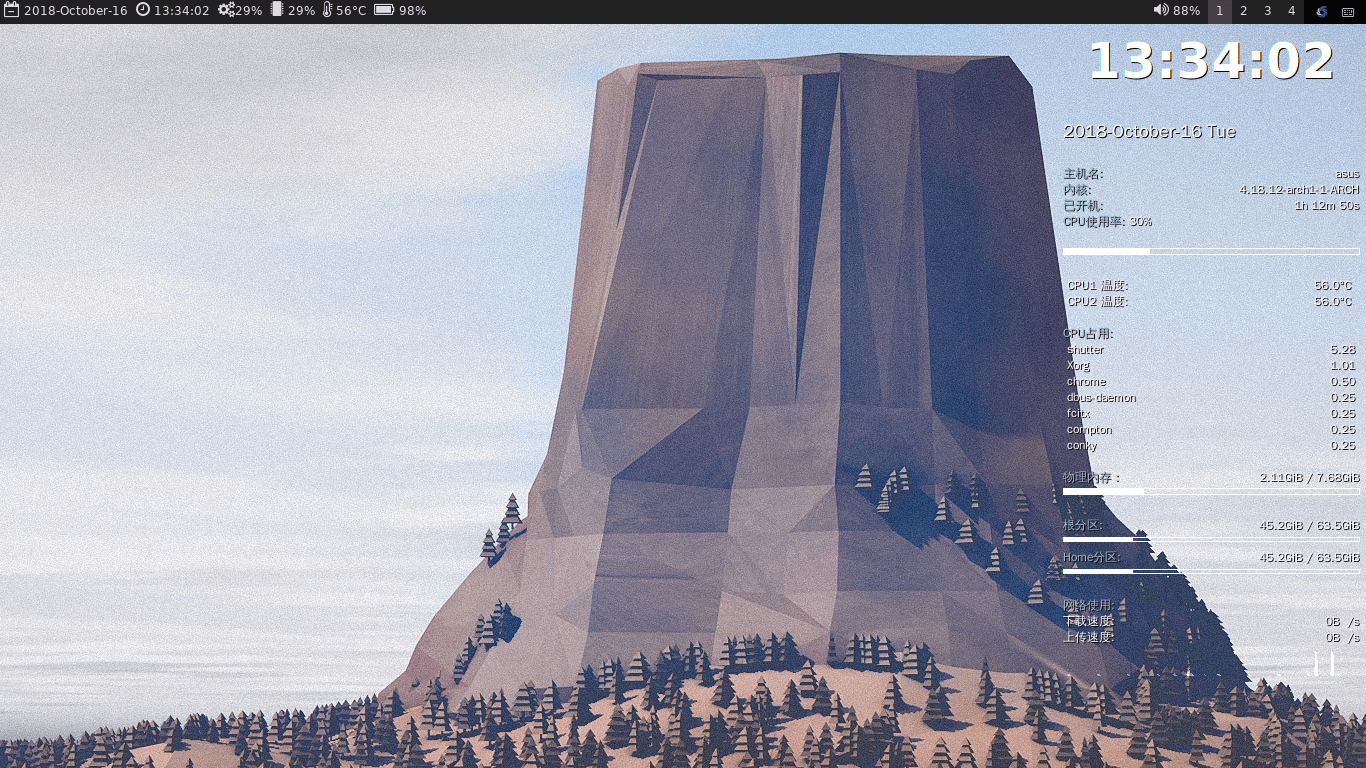 2018-October-16 13:34:02 29% 29% 56°C 98% 88% 1 2 3 4
13:34:02
2018-October-16 Tue
主机名: asus
内核: 4.18.12-arch1-1-ARCH
已开机: 1h 12m 50s
CPU使用率: 30%
CPU1 温度: 56.0°C
CPU2 温度: 56.0°C
CPU占用:
shutter 5.28
Xorg 1.01
chrome 0.50
dbus-daemon 0.25
fcitx 0.25
compton 0.25
conky 0.25
物理内存 : 2.11GiB / 7.68GiB
根分区: 45.2GiB / 63.5GiB
Home分区: 45.2GiB / 63.5GiB
网络使用:
下载速度: 0B /s
上传速度: 0B /s